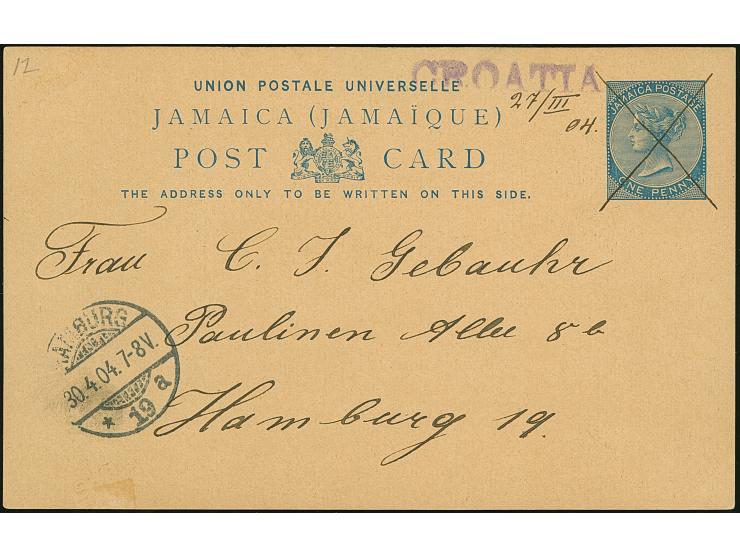 12
CROATIA
UNION POSTALE UNIVERSELLE
27/III
04.
JAMAICA (JAMAÏQUE)
POST CARD
THE ADDRESS ONLY TO BE WRITTEN ON THIS SIDE.
JAMAICA POSTAGE
ONE PENNY
Frau C. J. Gebauhr
Paulinen Allee 8b
Hamburg 19.
HAMBURG
30.4.04.7-8V.
* 19 a